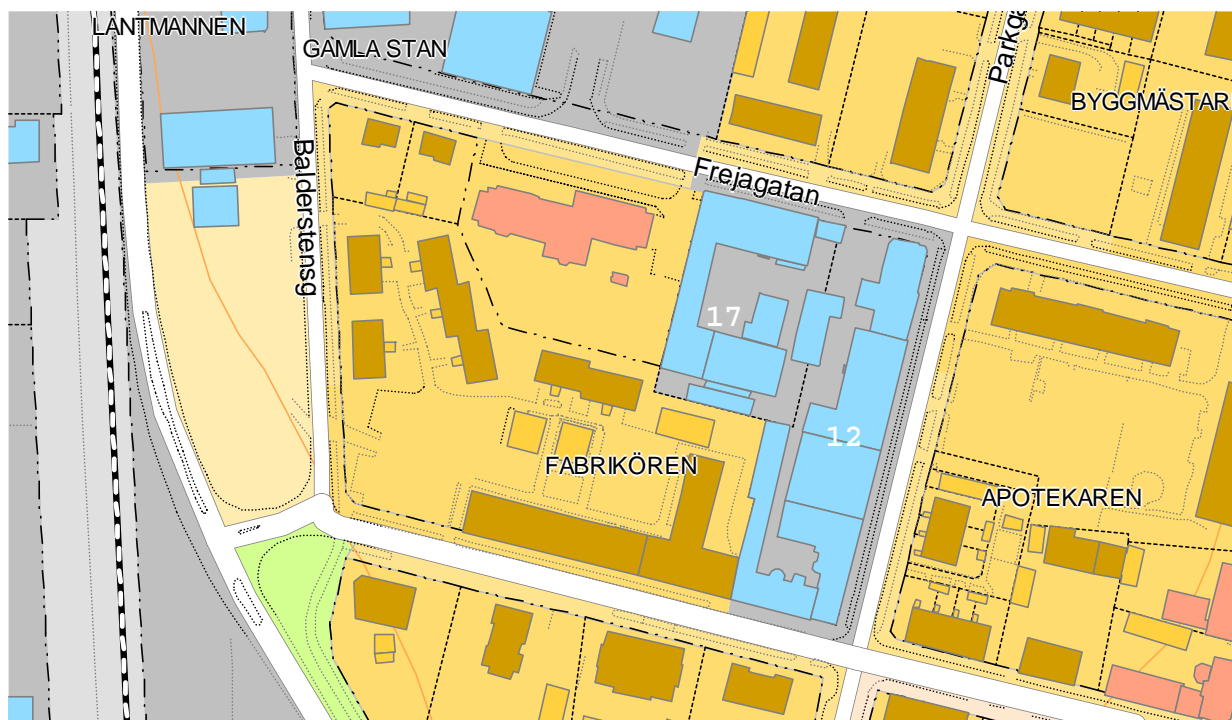 LANTMANNEN
GAMLA STAN
BYGGMÄSTAR
Frejagatan
Balderstensg
17
12
FABRIKÖREN
APOTEKAREN